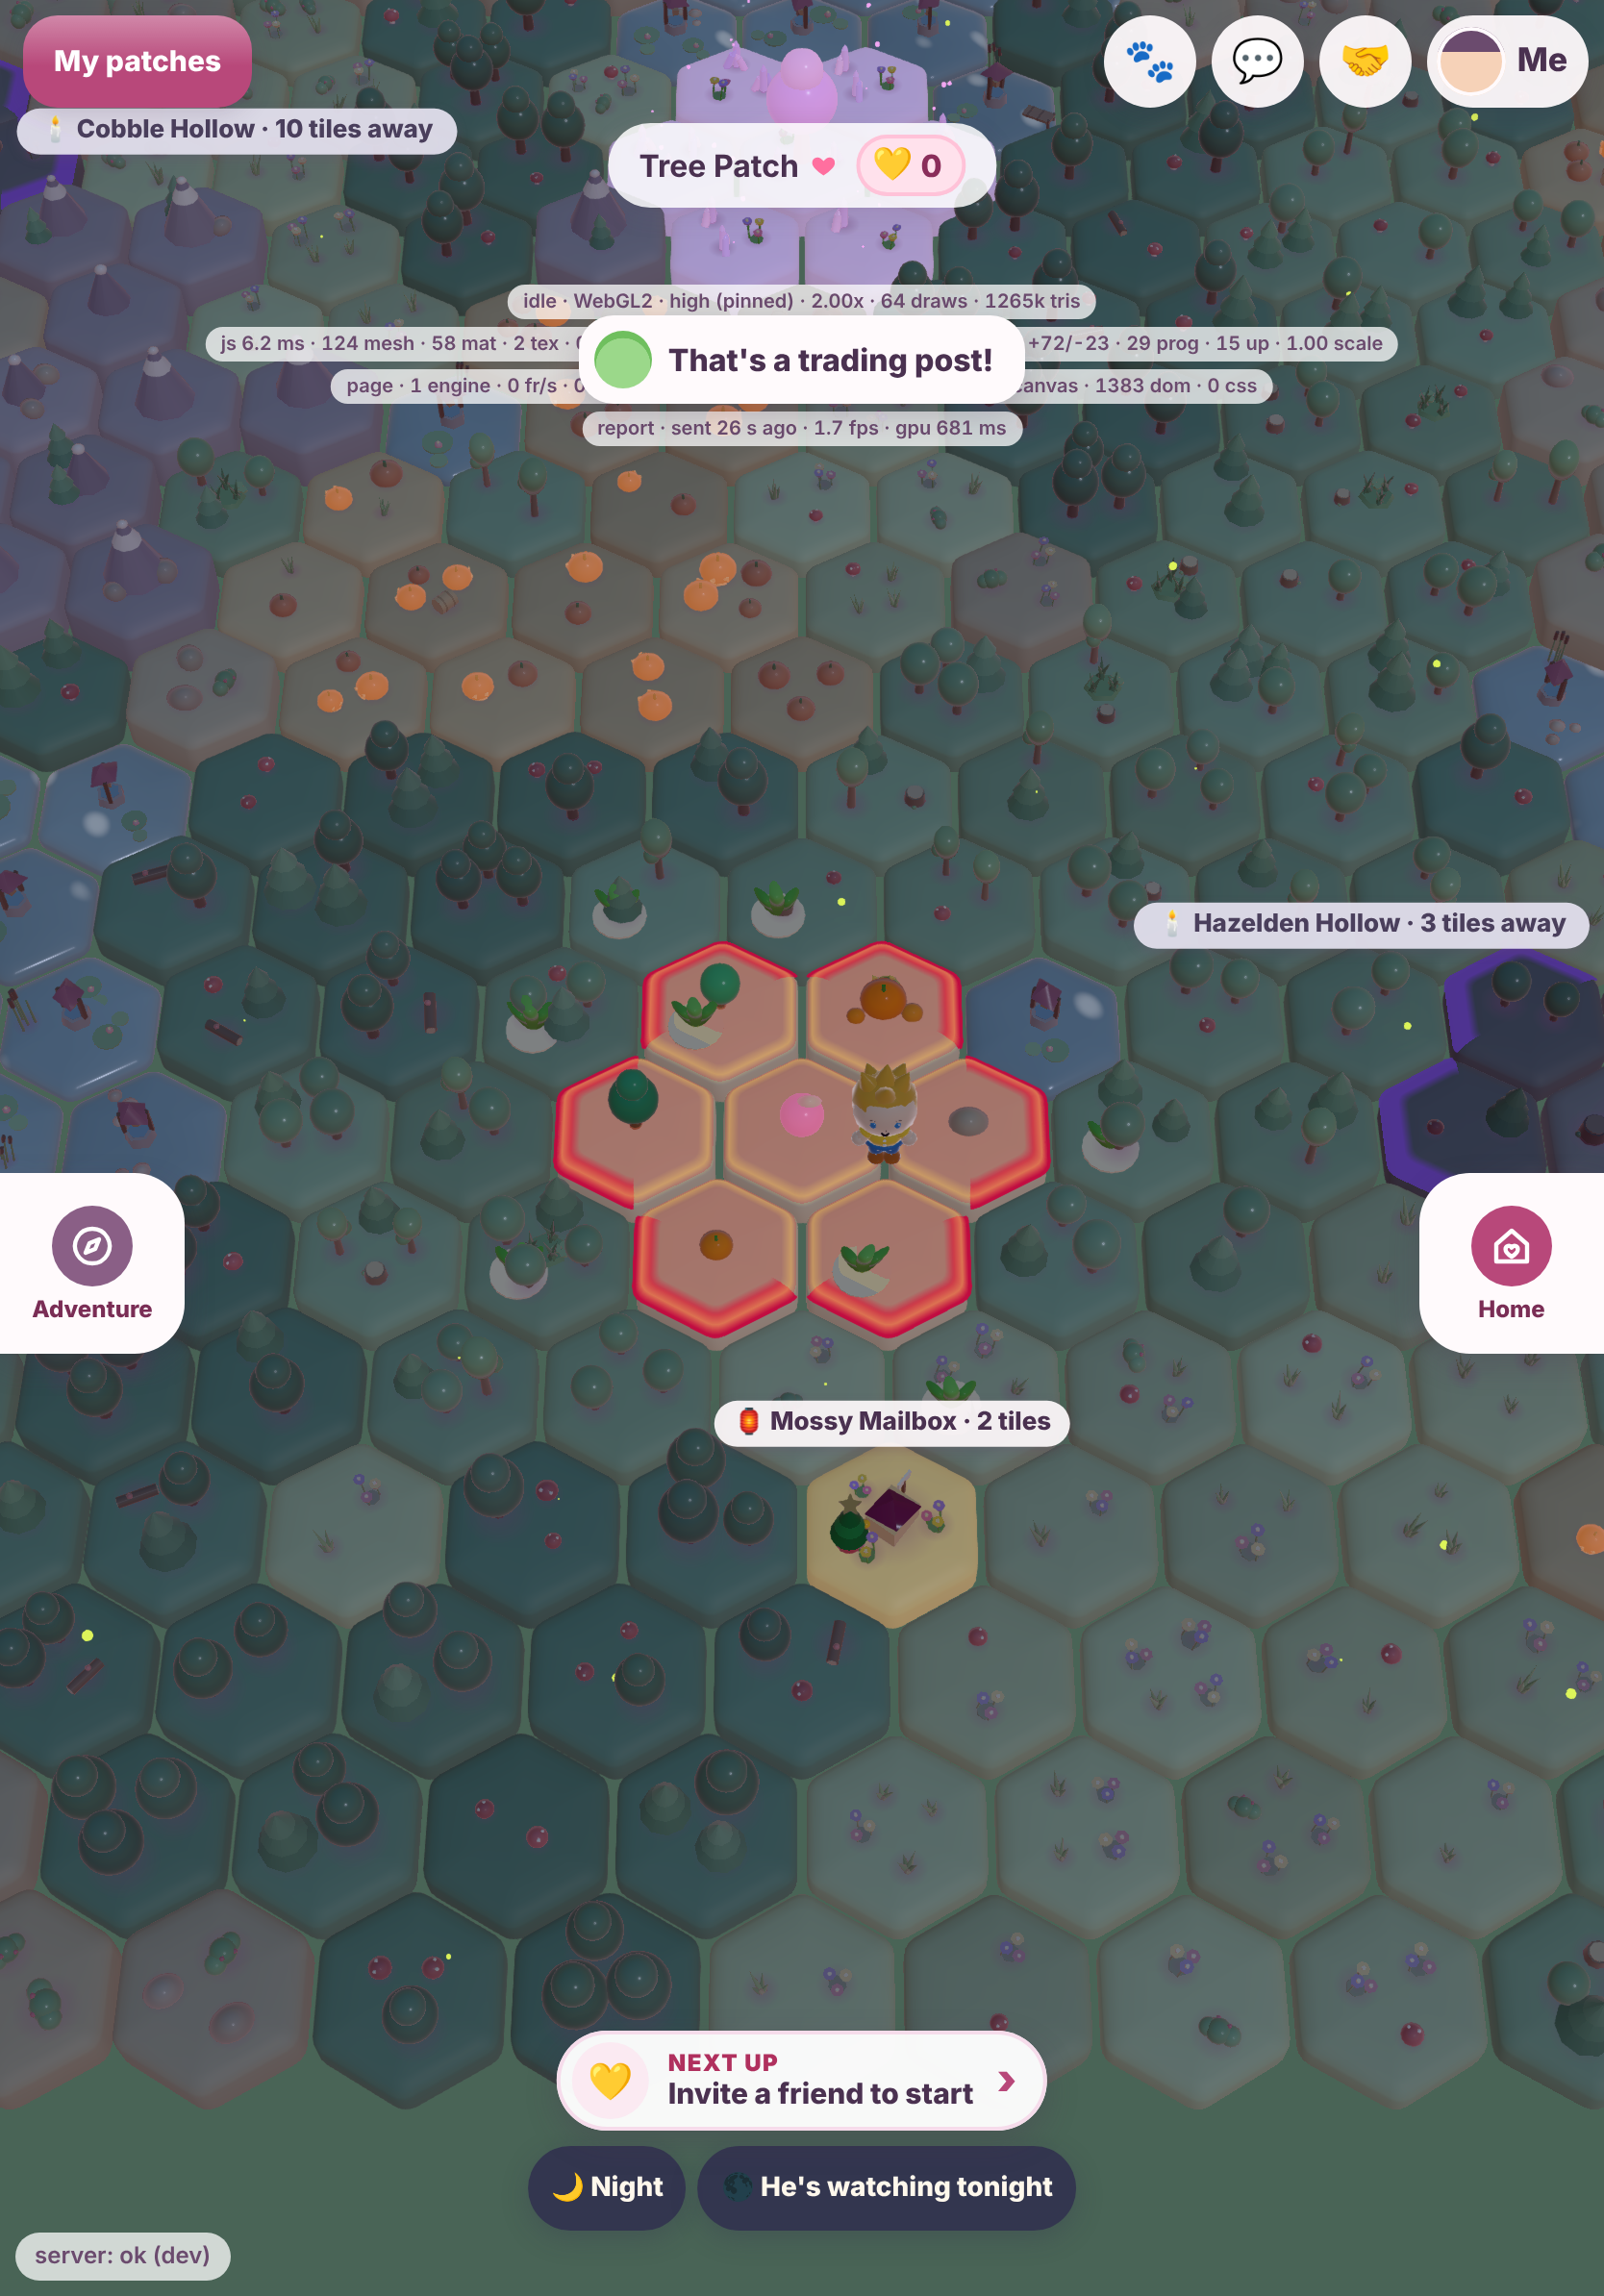 My patches
Me
🕯️ Cobble Hollow · 10 tiles away
Tree Patch 💛 0
idle · WebGL2 · high (pinned) · 2.00x · 64 draws · 1265k tris
js 6.2 ms · 124 mesh · 58 mat · 2 tex ·
+72/-23 · 29 prog · 15 up · 1.00 scale
That's a trading post!
page · 1 engine · 0 fr/s ·
· 1383 dom · 0 css
report · sent 26 s ago · 1.7 fps · gpu 681 ms
🕯️ Hazelden Hollow · 3 tiles away
Adventure
Home
🏮 Mossy Mailbox · 2 tiles
NEXT UP
Invite a friend to start ›
🌙 Night
🌑 He's watching tonight
server: ok (dev)